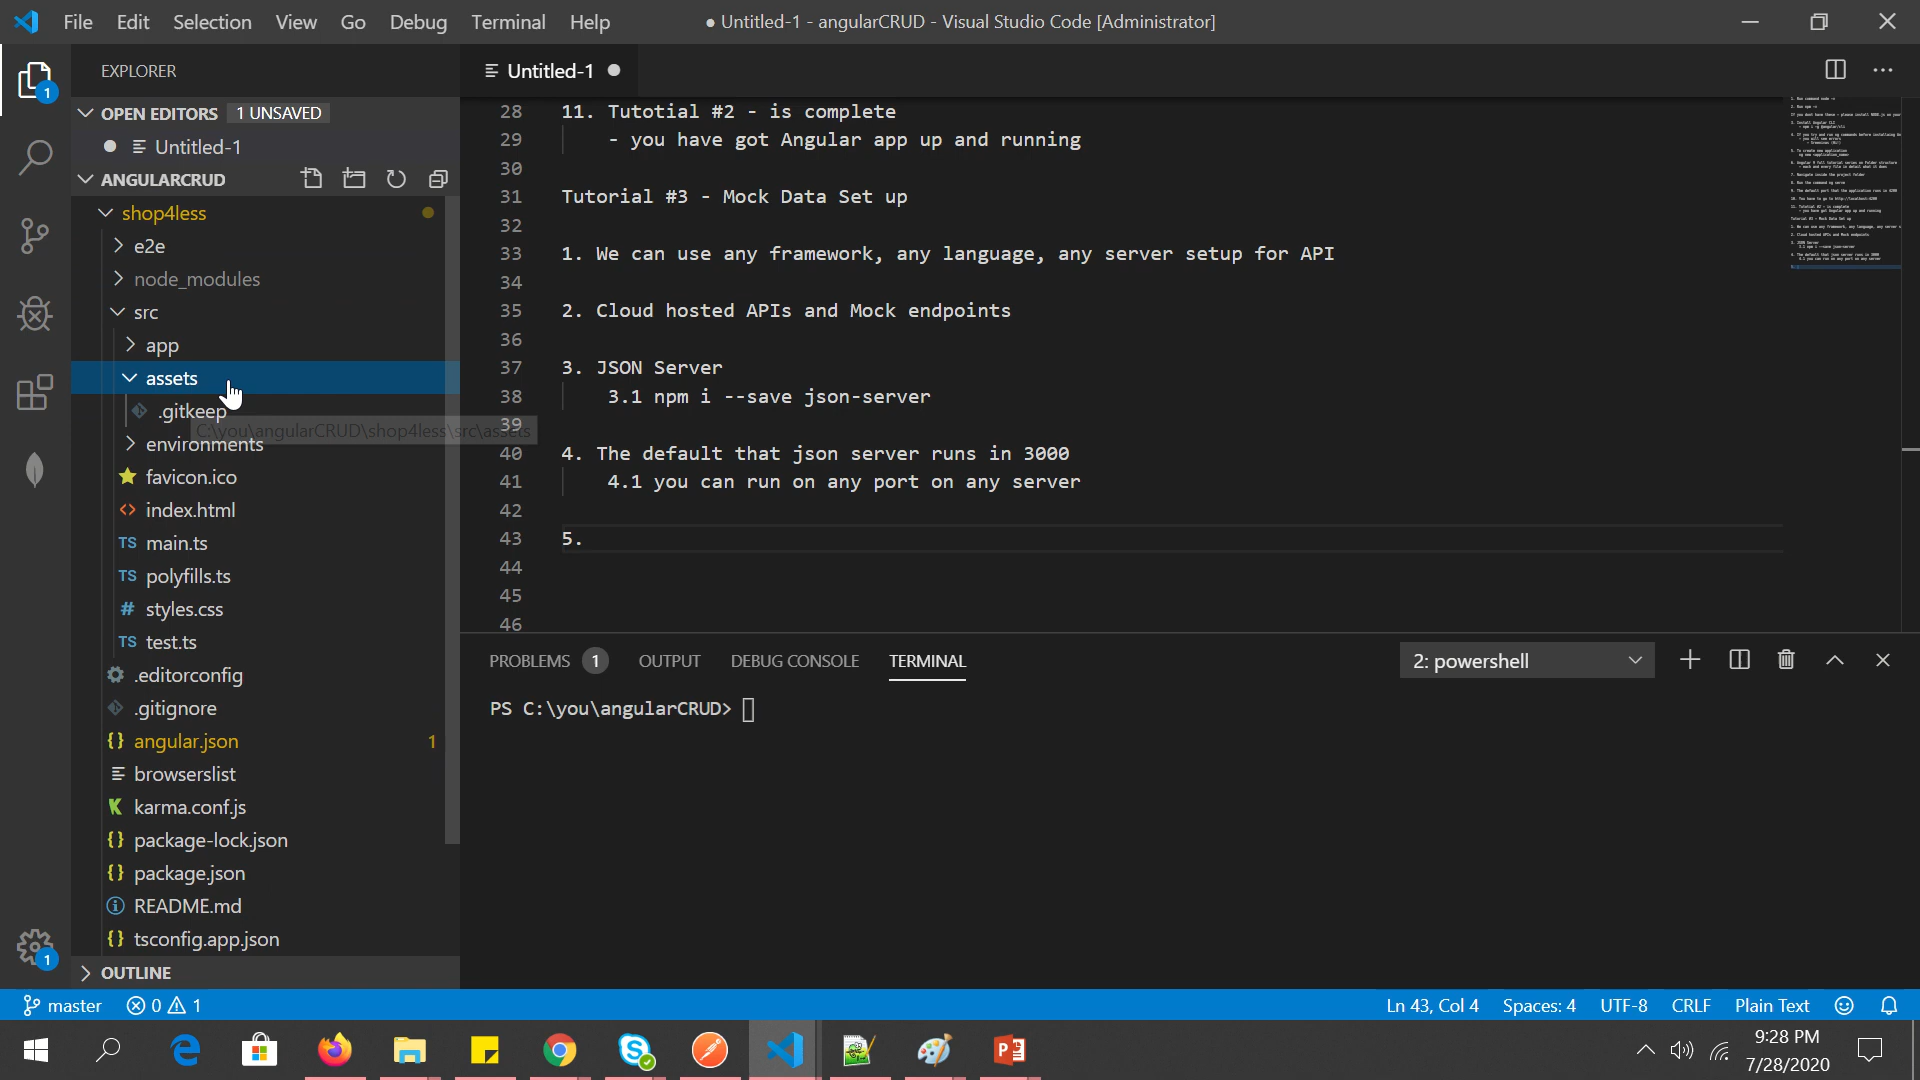 File Edit Selection View Go Debug Terminal Help
● Untitled-1 - angularCRUD - Visual Studio Code [Administrator]
EXPLORER
OPEN EDITORS 1 UNSAVED
Untitled-1
ANGULARCRUD
shop4less
e2e
node_modules
src
app
assets
.gitkeep
C:\you\angularCRUD\shop4less\src\assets
environments
favicon.ico
index.html
TS main.ts
TS polyfills.ts
# styles.css
TS test.ts
.editorconfig
.gitignore
{} angular.json 1
browserslist
karma.conf.js
{} package-lock.json
{} package.json
README.md
{} tsconfig.app.json
OUTLINE
Untitled-1
28 11. Tutotial #2 - is complete
29 - you have got Angular app up and running
30
31 Tutorial #3 - Mock Data Set up
32
33 1. We can use any framework, any language, any server setup for API
34
35 2. Cloud hosted APIs and Mock endpoints
36
37 3. JSON Server
38 3.1 npm i --save json-server
39
40 4. The default that json server runs in 3000
41 4.1 you can run on any port on any server
42
43 5.
44
45
46
PROBLEMS 1 OUTPUT DEBUG CONSOLE TERMINAL
2: powershell
PS C:\you\angularCRUD>
master 0 1
Ln 43, Col 4 Spaces: 4 UTF-8 CRLF Plain Text
9:28 PM
7/28/2020